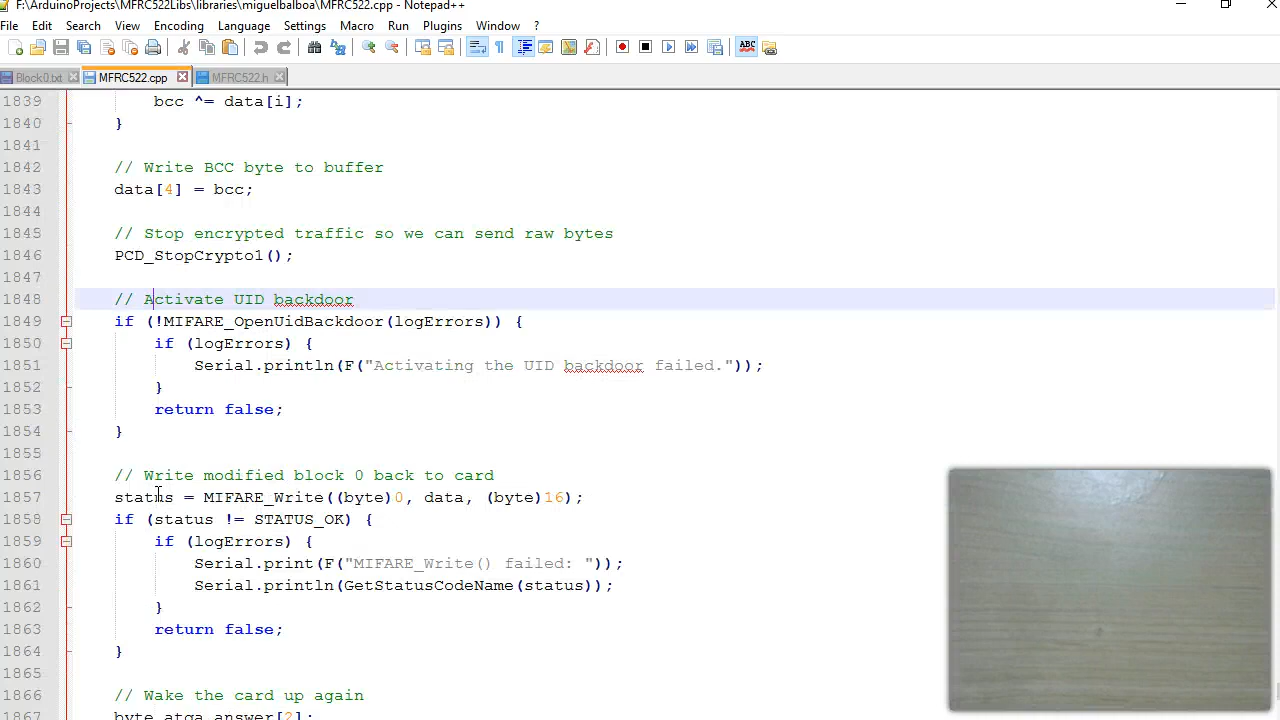 F:\ArduinoProjects\MFRC522Libs\libraries\miguelbalboa\MFRC522.cpp - Notepad++
File Edit Search View Encoding Language Settings Macro Run Plugins Window ?
ABC
Block0.txt MFRC522.cpp MFRC522.h
1839 bcc ^= data[i];
1840 }
1841
1842 // Write BCC byte to buffer
1843 data[4] = bcc;
1844
1845 // Stop encrypted traffic so we can send raw bytes
1846 PCD_StopCrypto1();
1847
1848 // Activate UID backdoor
1849 if (!MIFARE_OpenUidBackdoor(logErrors)) {
1850 if (logErrors) {
1851 Serial.println(F("Activating the UID backdoor failed."));
1852 }
1853 return false;
1854 }
1855
1856 // Write modified block 0 back to card
1857 status = MIFARE_Write((byte)0, data, (byte)16);
1858 if (status != STATUS_OK) {
1859 if (logErrors) {
1860 Serial.print(F("MIFARE_Write() failed: "));
1861 Serial.println(GetStatusCodeName(status));
1862 }
1863 return false;
1864 }
1865
1866 // Wake the card up again
1867 byte atqa_answer[2];